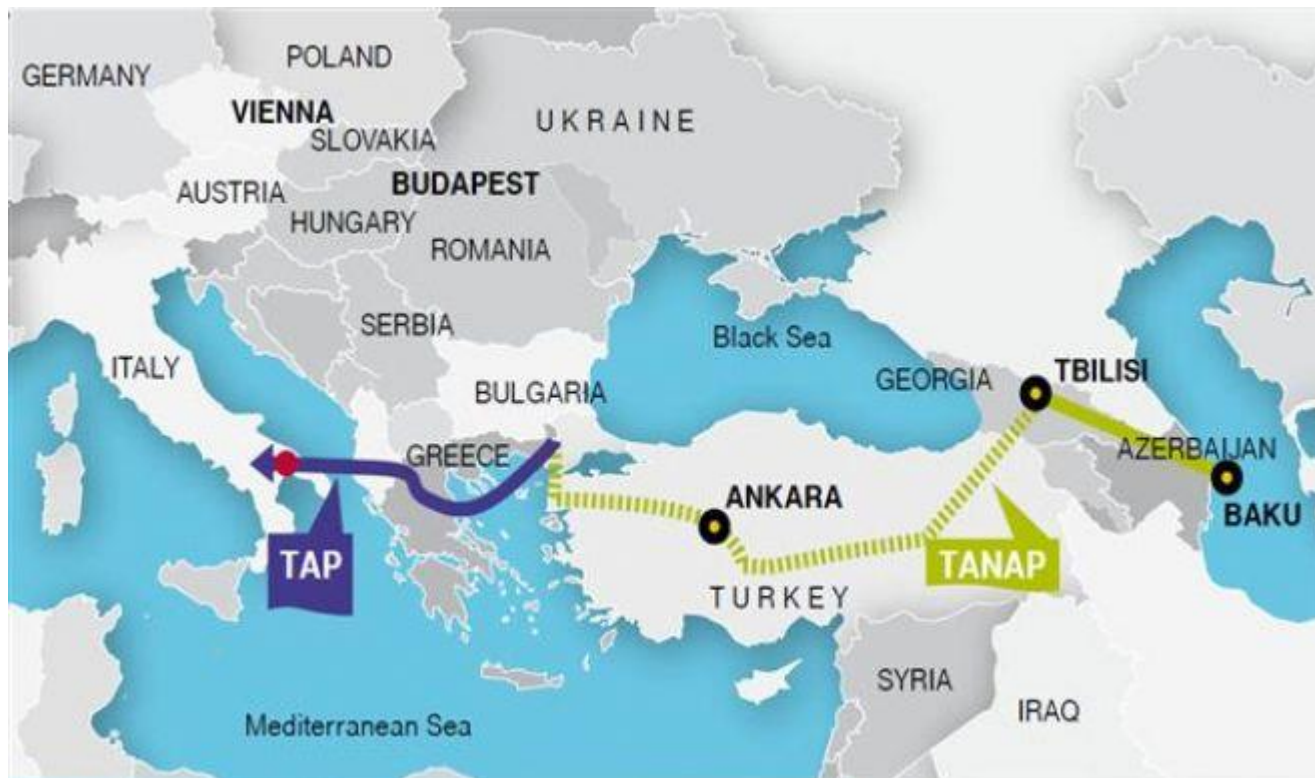 POLAND
GERMANY
VIENNA
UKRAINE
SLOVAKIA
BUDAPEST
AUSTRIA
HUNGARY
ROMANIA
SERBIA
Black Sea
ITALY
TBILISI
GEORGIA
BULGARIA
AZERBAIJAN
GREECE
ANKARA
BAKU
TAP
TANAP
TURKEY
SYRIA
IRAQ
Mediterranean Sea